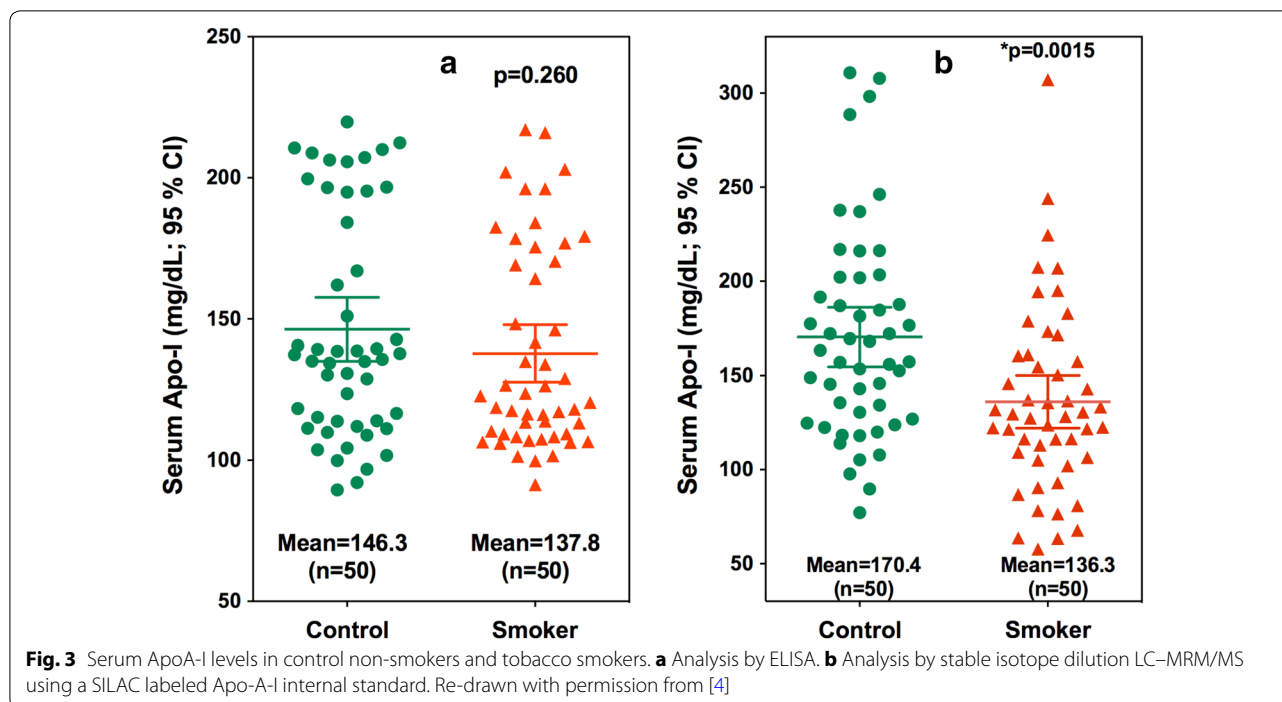 250
200
150
100
50
Serum Apo-I (mg/dL; 95 % CI)
a
p=0.260
Mean=146.3
(n=50)
Mean=137.8
(n=50)
Control
Smoker
300
250
200
150
100
50
Serum Apo-I (mg/dL; 95 % CI)
b
*p=0.0015
Mean=170.4
(n=50)
Mean=136.3
(n=50)
Control
Smoker
Fig. 3 Serum ApoA-I levels in control non-smokers and tobacco smokers. a Analysis by ELISA. b Analysis by stable isotope dilution LC–MRM/MS
using a SILAC labeled Apo-A-I internal standard. Re-drawn with permission from [4]